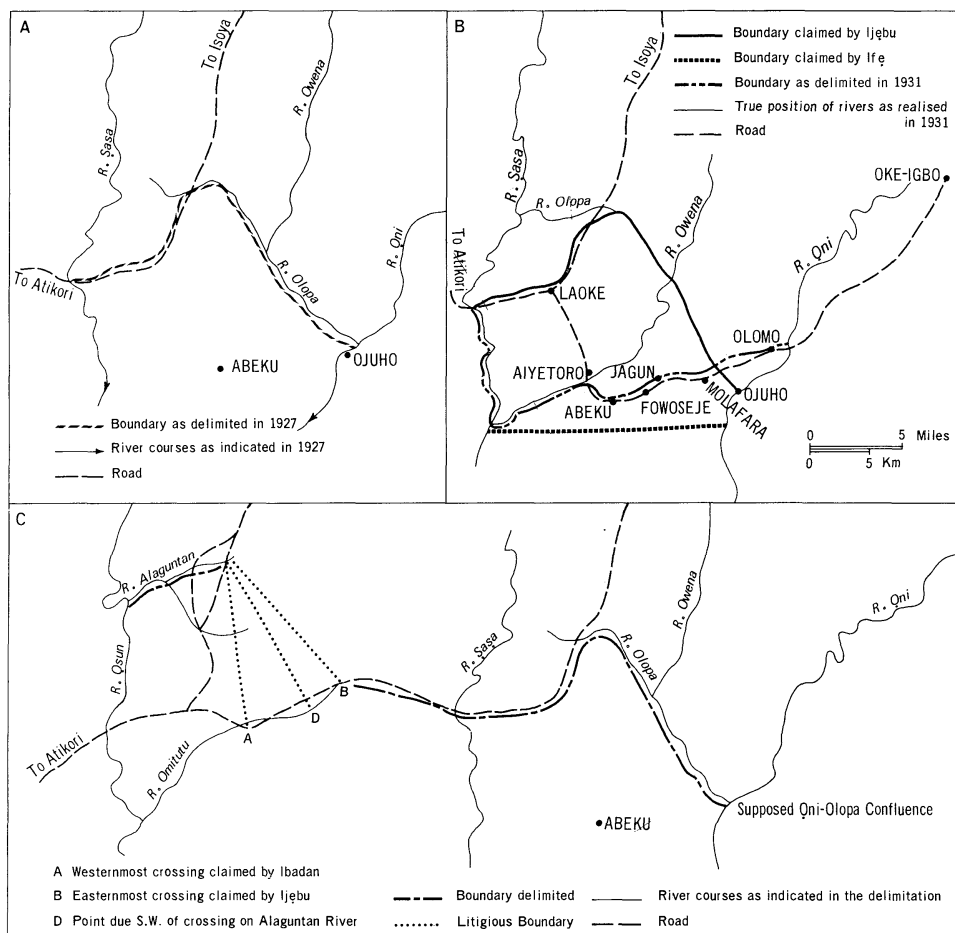 A
To Isoya
R. Ṣaṣa
R. Owena
R. Ọni
R. Olopa
To Atikori
ABEKU
OJUHO
Boundary as delimited in 1927
River courses as indicated in 1927
Road
B
Boundary claimed by Ijẹbu
Boundary claimed by Ifẹ
Boundary as delimited in 1931
True position of rivers as realised
in 1931
Road
To Isoya
R. Ṣaṣa
R. Olopa
R. Owena
OKE-IGBO
R. Ọni
To Atikori
LAOKE
OLOMO
AIYETORO
JAGUN
ABEKU
FOWOSEJE
MOLAFARA
OJUHO
0 5 Miles
0 5 Km
C
R. Alaguntan
R. Ọsun
R. Ṣaṣa
R. Owena
R. Ọni
R. Olopa
B
D
A
To Atikori
R. Omitutu
Supposed Ọni-Olopa Confluence
ABEKU
A Westernmost crossing claimed by Ibadan
B Easternmost crossing claimed by Ijẹbu
D Point due S.W. of crossing on Alaguntan River
Boundary delimited
Litigious Boundary
River courses as indicated in the delimitation
Road